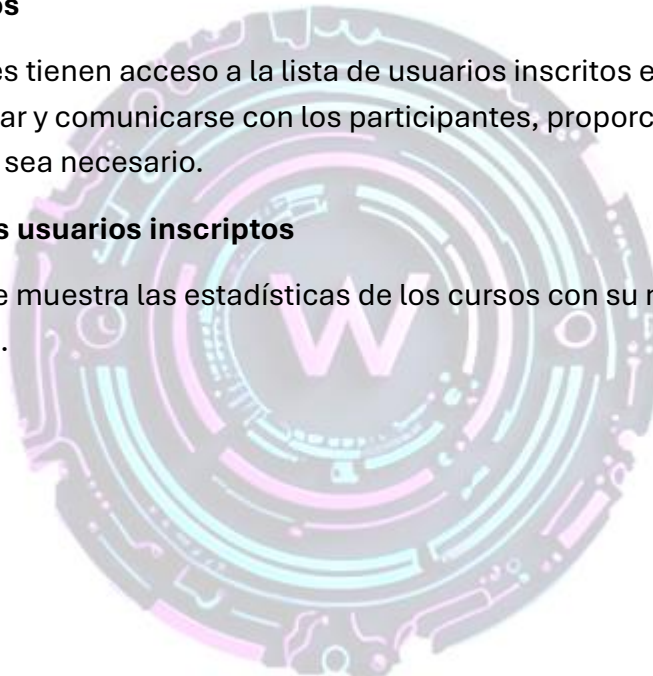 os
es tienen acceso a la lista de usuarios inscritos e
ar y comunicarse con los participantes, proporc
sea necesario.
s usuarios inscriptos
e muestra las estadísticas de los cursos con su
.
W